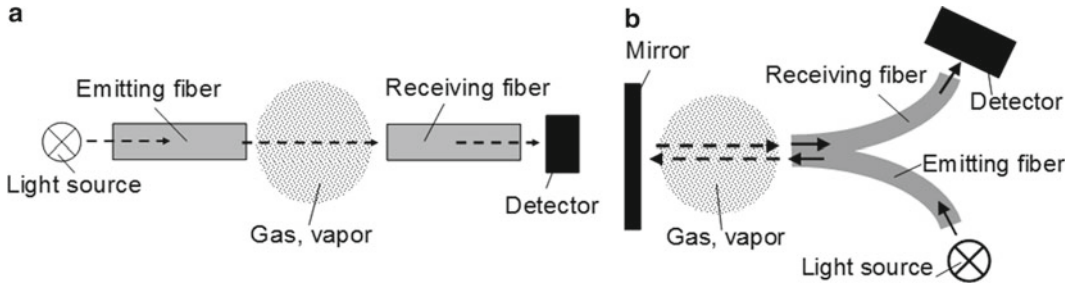 a
Emitting fiber
Receiving fiber
Light source
Gas, vapor
Detector
b
Mirror
Receiving fiber
Detector
Emitting fiber
Gas, vapor
Light source